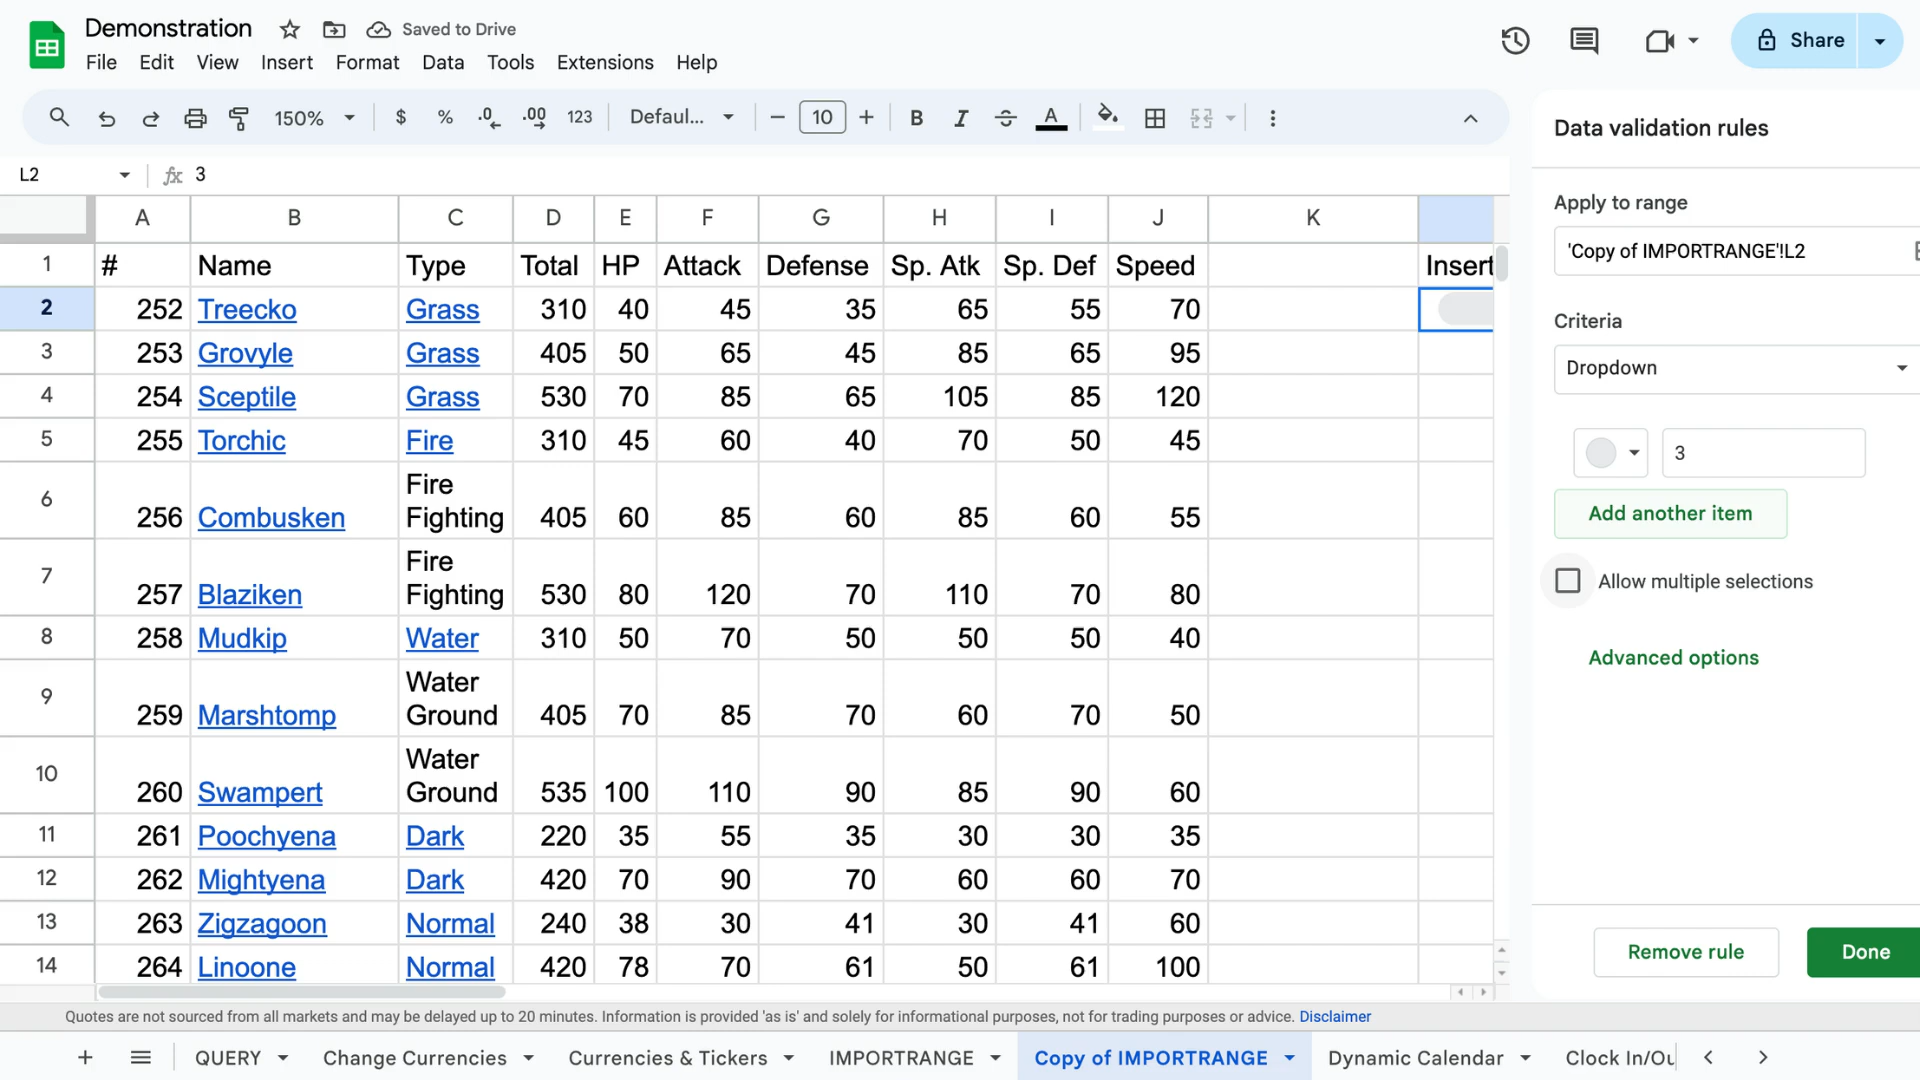 Demonstration Saved to Drive
File Edit View Insert Format Data Tools Extensions Help
Share
150% $ % .0 .00 123 Defaul... 10 B I A
L2 fx 3
A B C D E F G H I J K
1 # Name Type Total HP Attack Defense Sp. Atk Sp. Def Speed Insert
2 252 Treecko Grass 310 40 45 35 65 55 70
3 253 Grovyle Grass 405 50 65 45 85 65 95
4 254 Sceptile Grass 530 70 85 65 105 85 120
5 255 Torchic Fire 310 45 60 40 70 50 45
Fire
6 256 Combusken Fighting 405 60 85 60 85 60 55
Fire
7 257 Blaziken Fighting 530 80 120 70 110 70 80
8 258 Mudkip Water 310 50 70 50 50 50 40
Water
9 259 Marshtomp Ground 405 70 85 70 60 70 50
Water
10 260 Swampert Ground 535 100 110 90 85 90 60
11 261 Poochyena Dark 220 35 55 35 30 30 35
12 262 Mightyena Dark 420 70 90 70 60 60 70
13 263 Zigzagoon Normal 240 38 30 41 30 41 60
14 264 Linoone Normal 420 78 70 61 50 61 100
Data validation rules
Apply to range
'Copy of IMPORTRANGE'!L2
Criteria
Dropdown
3
Add another item
Allow multiple selections
Advanced options
Remove rule Done
Quotes are not sourced from all markets and may be delayed up to 20 minutes. Information is provided 'as is' and solely for informational purposes, not for trading purposes or advice. Disclaimer
QUERY Change Currencies Currencies & Tickers IMPORTRANGE Copy of IMPORTRANGE Dynamic Calendar Clock In/Ou